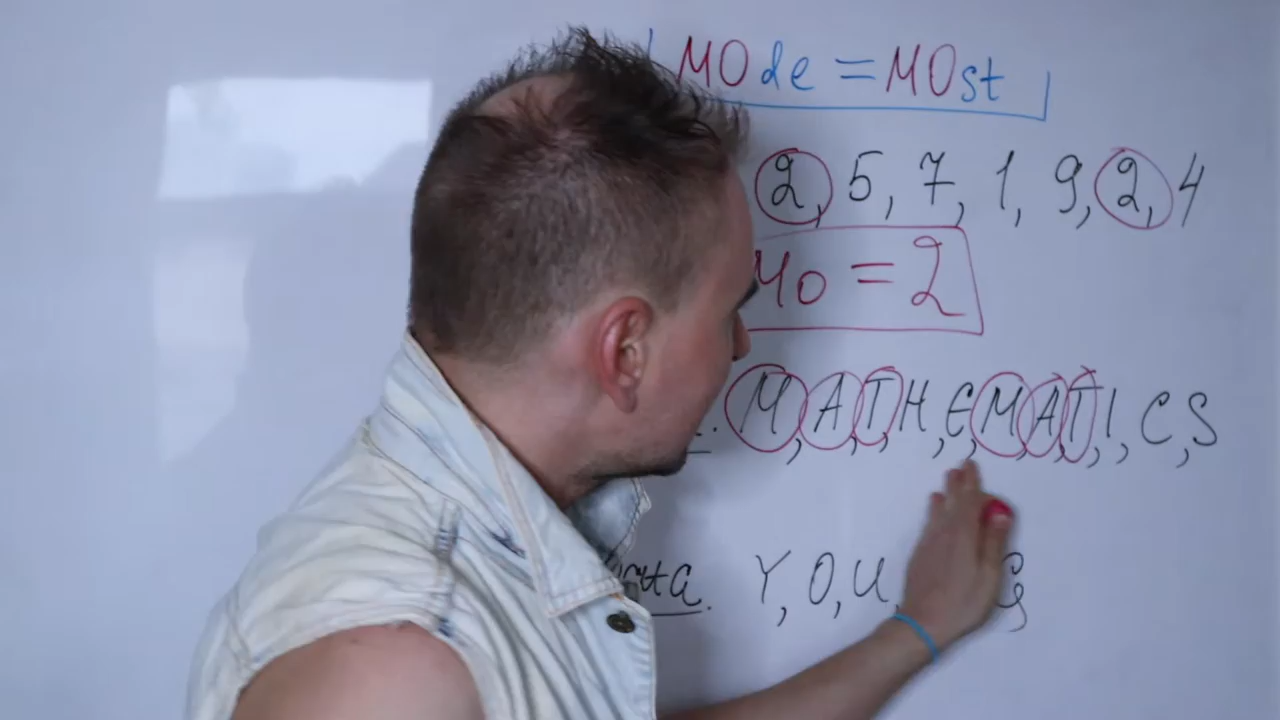 MOde = MOst
2, 5, 7, 1, 9, 2, 4
Mo = 2
M, A, T, H, E, M, A, T, I, C, S
Y, O, U, G